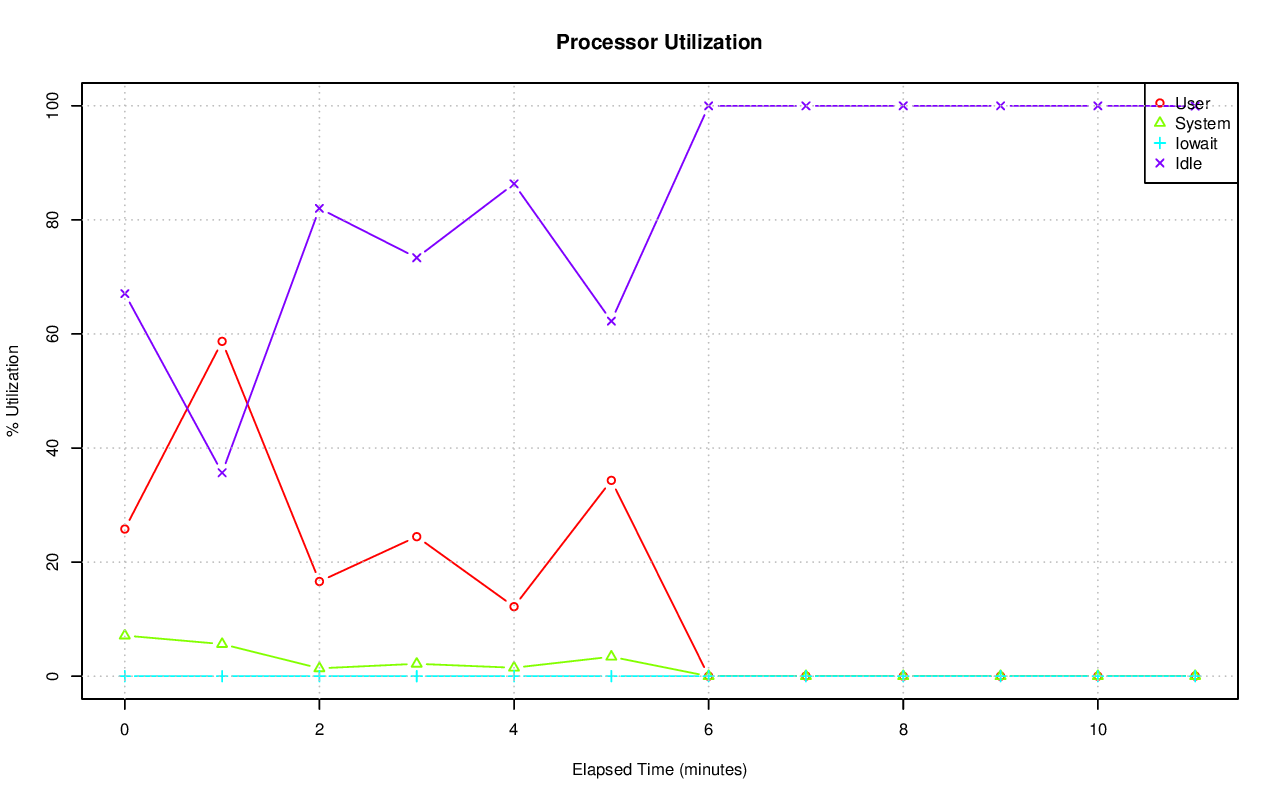 Processor Utilization
% Utilization
100
80
60
40
20
0
User
System
Iowait
Idle
0 2 4 6 8 10
Elapsed Time (minutes)